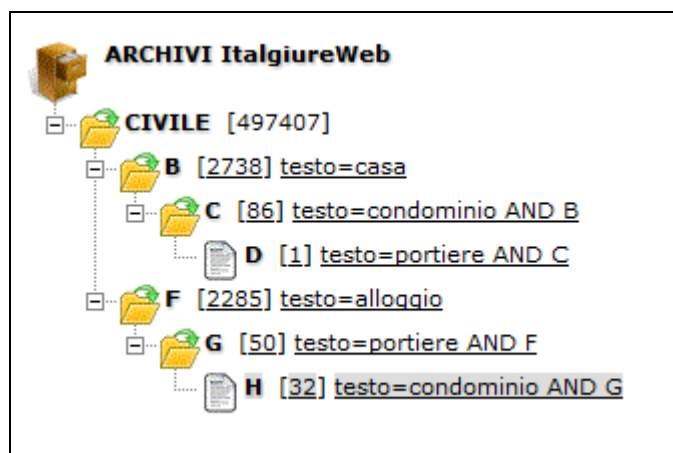 ARCHIVI ItalgiureWeb
CIVILE [497407]
B [2738] testo=casa
C [86] testo=condominio AND B
D [1] testo=portiere AND C
F [2285] testo=alloggio
G [50] testo=portiere AND F
H [32] testo=condominio AND G